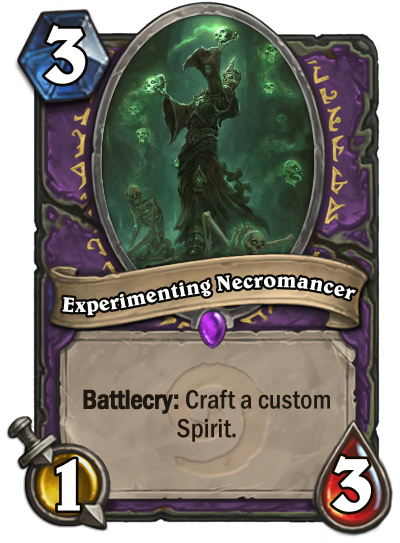 3
Experimenting Necromancer
Battlecry: Craft a custom
Spirit.
1
3